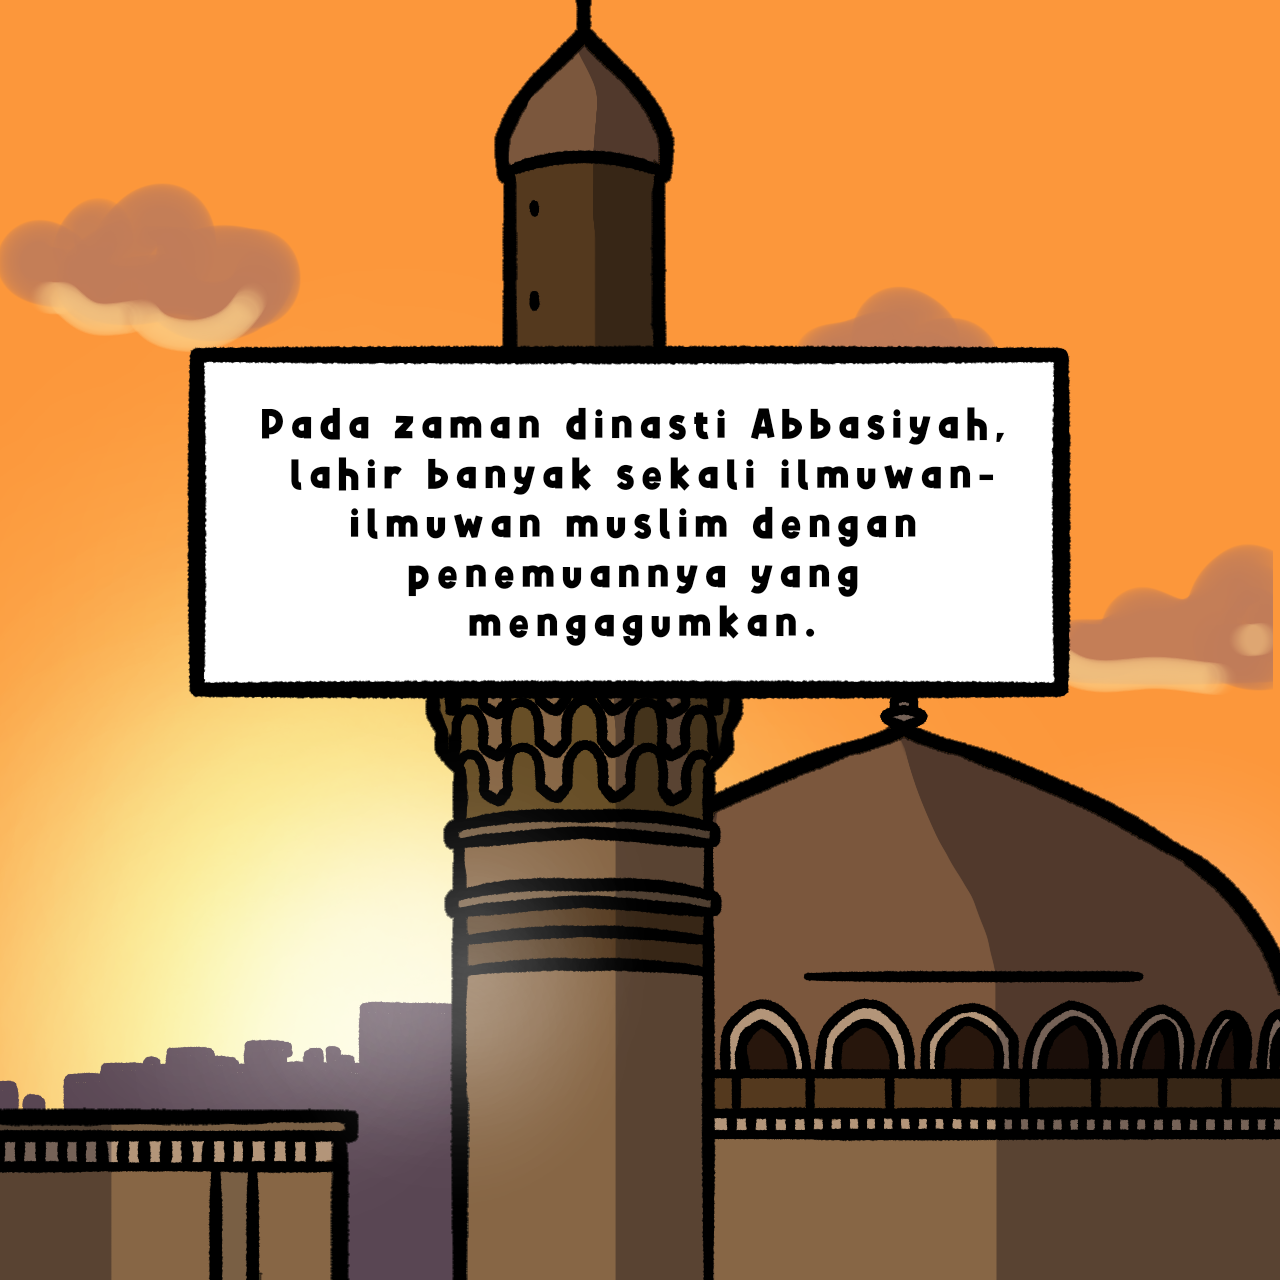 Pada zaman dinasti Abbasiyah,
lahir banyak sekali ilmuwan-
ilmuwan muslim dengan
penemuannya yang
mengagumkan.